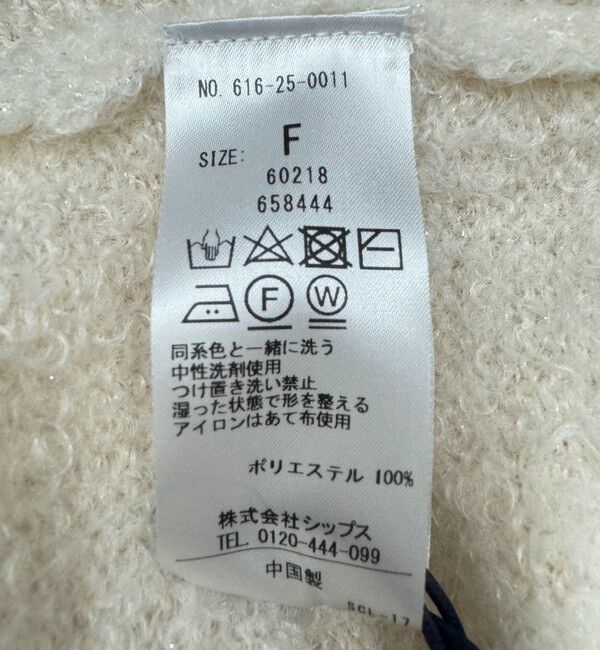 NO. 616-25-0011
SIZE: F
60218
658444
F W
同系色と一緒に洗う
中性洗剤使用
つけ置き洗い禁止
湿った状態で形を整える
アイロンはあて布使用
ポリエステル 100%
株式会社シップス
TEL. 0120-444-099
中国製
SCL-17